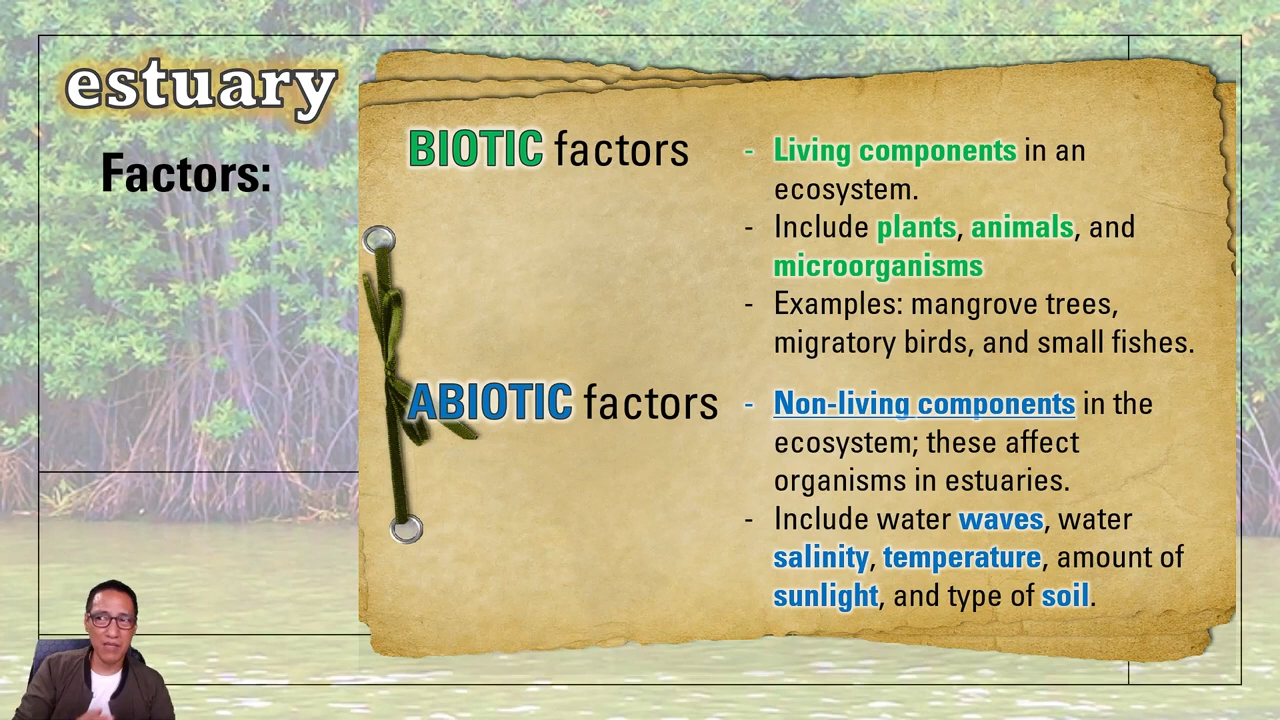 estuary
Factors:
BIOTIC factors
- Living components in an
ecosystem.
- Include plants, animals, and
microorganisms
- Examples: mangrove trees,
migratory birds, and small fishes.
ABIOTIC factors
- Non-living components in the
ecosystem; these affect
organisms in estuaries.
- Include water waves, water
salinity, temperature, amount of
sunlight, and type of soil.